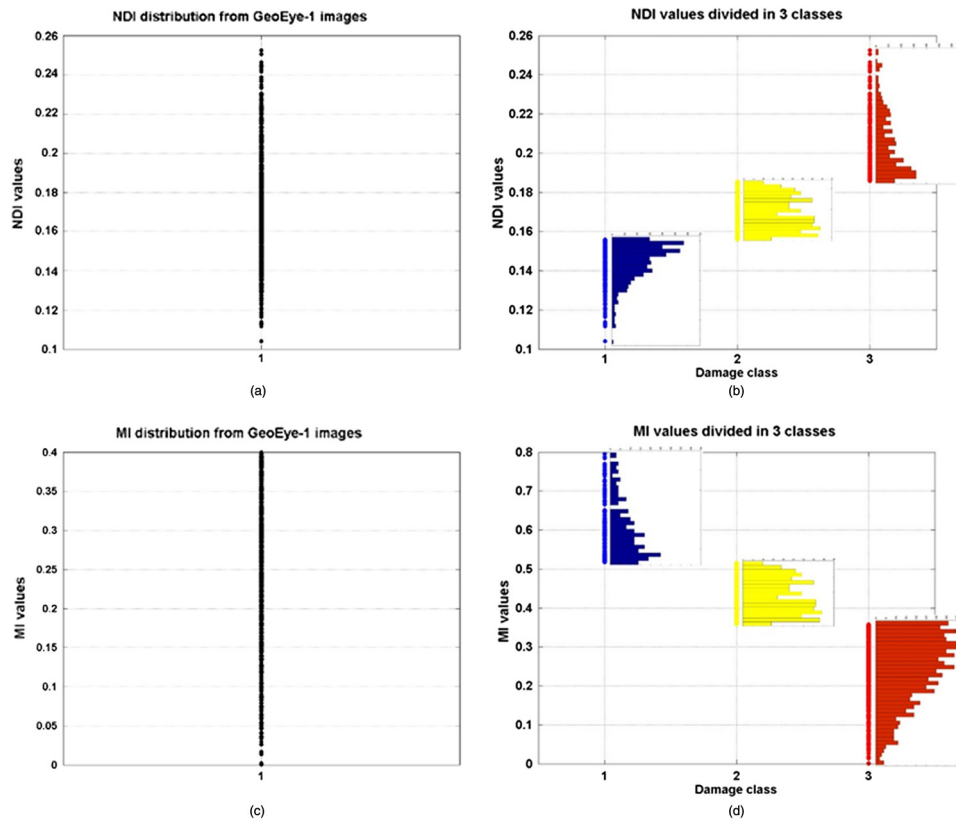 NDI distribution from GeoEye-1 images
0.26
0.24
0.22
0.2
0.18
0.16
0.14
0.12
0.1
NDI values
1
(a)
NDI values divided in 3 classes
0.26
0.24
0.22
0.2
0.18
0.16
0.14
0.12
0.1
NDI values
1 2 3
Damage class
(b)
MI distribution from GeoEye-1 images
0.4
0.35
0.3
0.25
0.2
0.15
0.1
0.05
0
MI values
1
(c)
MI values divided in 3 classes
0.8
0.7
0.6
0.5
0.4
0.3
0.2
0.1
0
MI values
1 2 3
Damage class
(d)